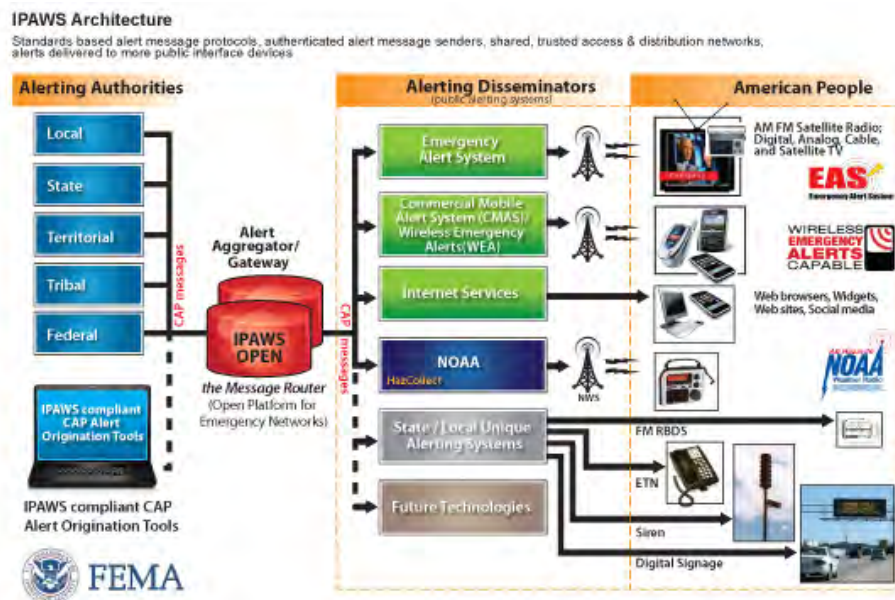 IPAWS Architecture
Standards based alert message protocols, authenticated alert message senders, shared, trusted access & distribution networks,
alerts delivered to more public interface devices
Alerting Authorities
Local
State
Territorial
Tribal
Federal
CAP messages
IPAWS compliant
CAP Alert
Origination Tools
IPAWS compliant CAP
Alert Origination Tools
FEMA
Alert
Aggregator/
Gateway
IPAWS
OPEN
the Message Router
(Open Platform for
Emergency Networks)
CAP messages
Alerting Disseminators
(public alerting systems)
Emergency
Alert System
Commercial Mobile
Alert System (CMAS)/
Wireless Emergency
Alerts(WEA)
Internet Services
NOAA
HazCollect
NWS
State / Local Unique
Alerting Systems
Future Technologies
American People
AM FM Satellite Radio;
Digital, Analog, Cable,
and Satellite TV
EAS
Emergency Alert System
WIRELESS
EMERGENCY
ALERTS
CAPABLE
Web browsers, Widgets,
Web sites, Social media
NOAA
Weather Radio
FM RBDS
ETN
Siren
Digital Signage